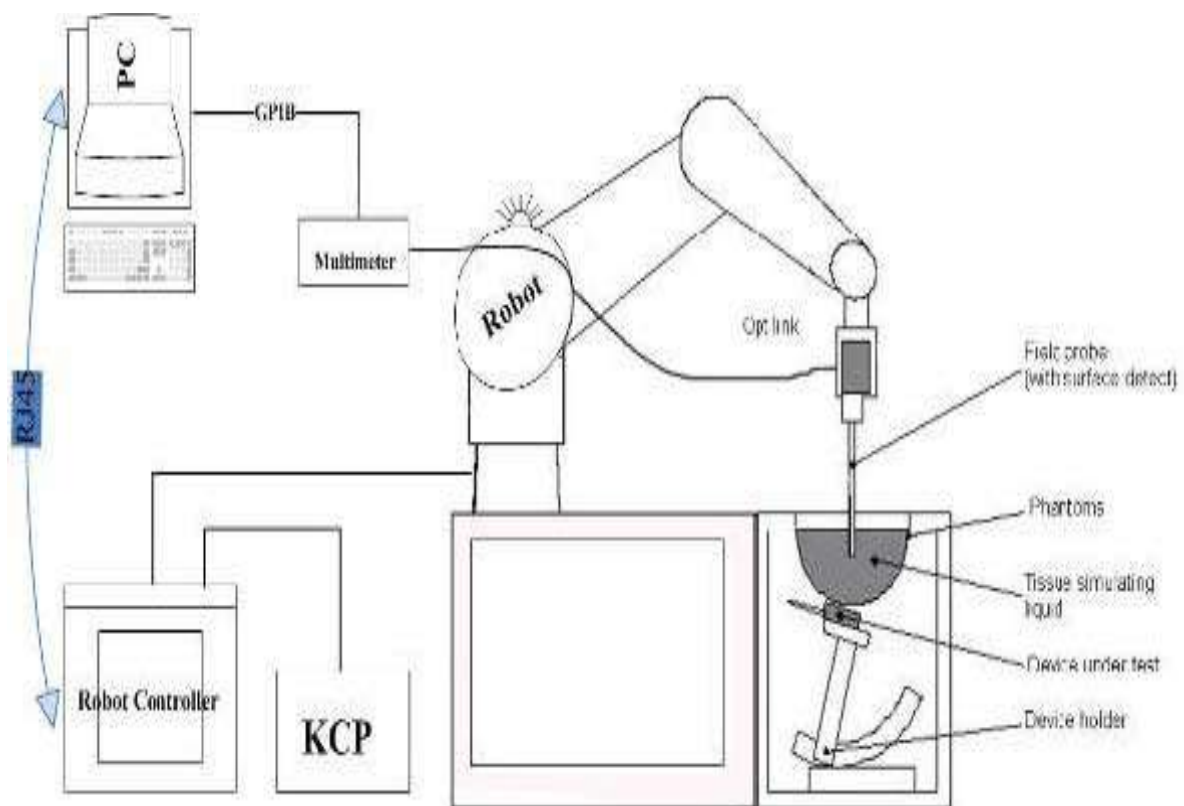 PC
GPIB
Multimeter
Robot
Opt link
Field probe
(with surface detect)
RJ45
Phantoms
Tissue simulating
liquid
Device under test
Robot Controller
KCP
Device holder